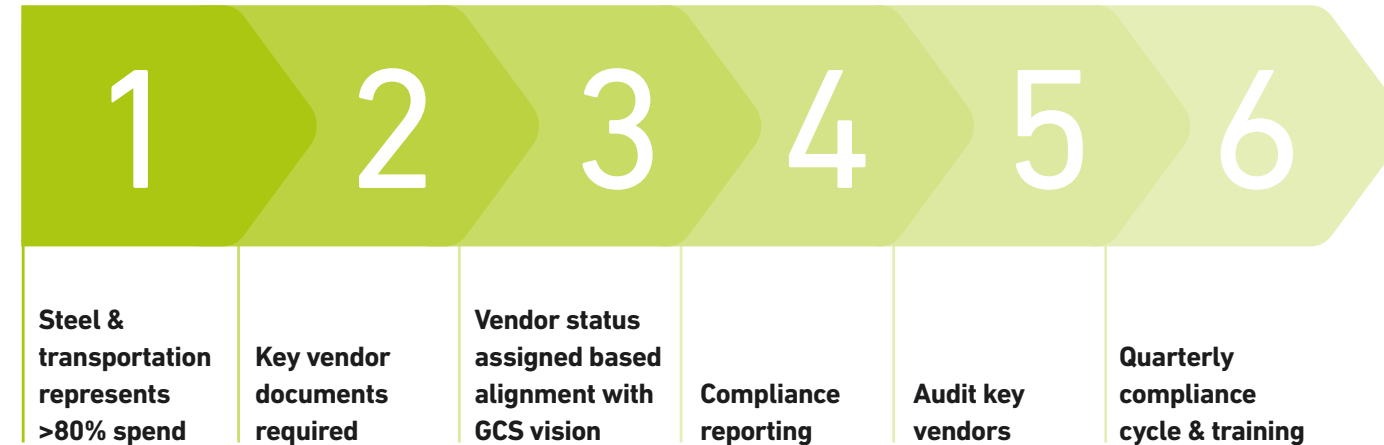 1
2
3
4
5
6
Steel &
transportation
represents
>80% spend
Key vendor
documents
required
Vendor status
assigned based
alignment with
GCS vision
Compliance
reporting
Audit key
vendors
Quarterly
compliance
cycle & training